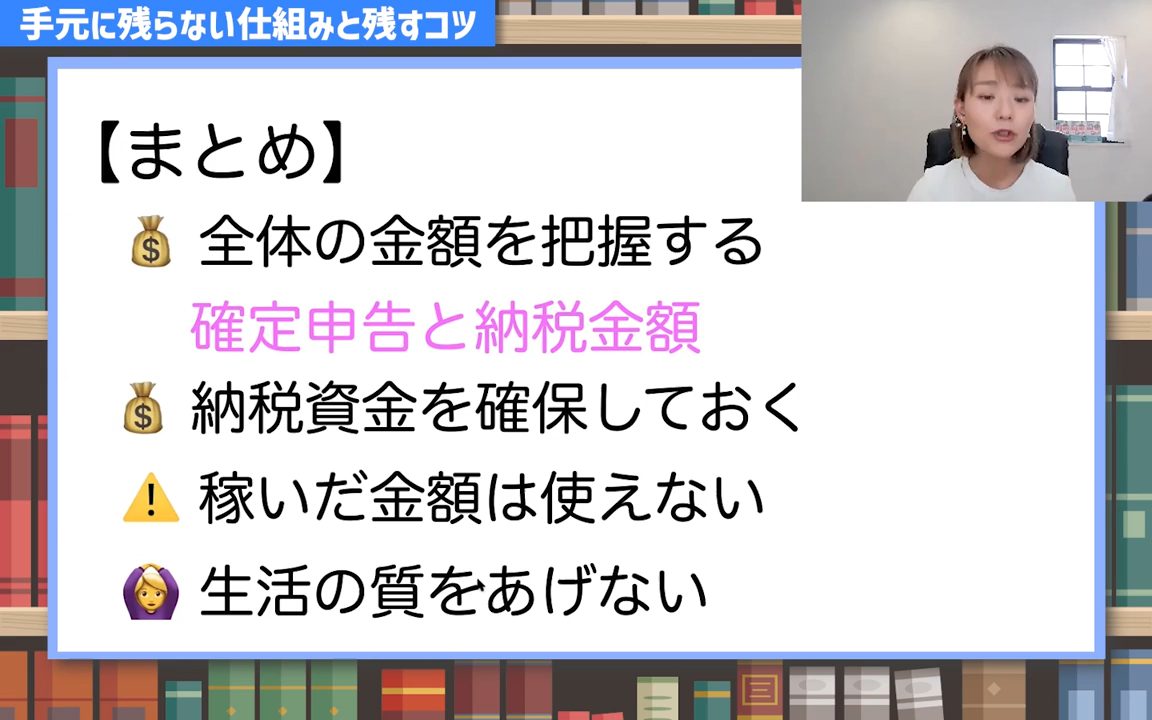 手元に残らない仕組みと残すコツ
【まとめ】
全体の金額を把握する
確定申告と納税金額
納税資金を確保しておく
稼いだ金額は使えない
生活の質をあげない